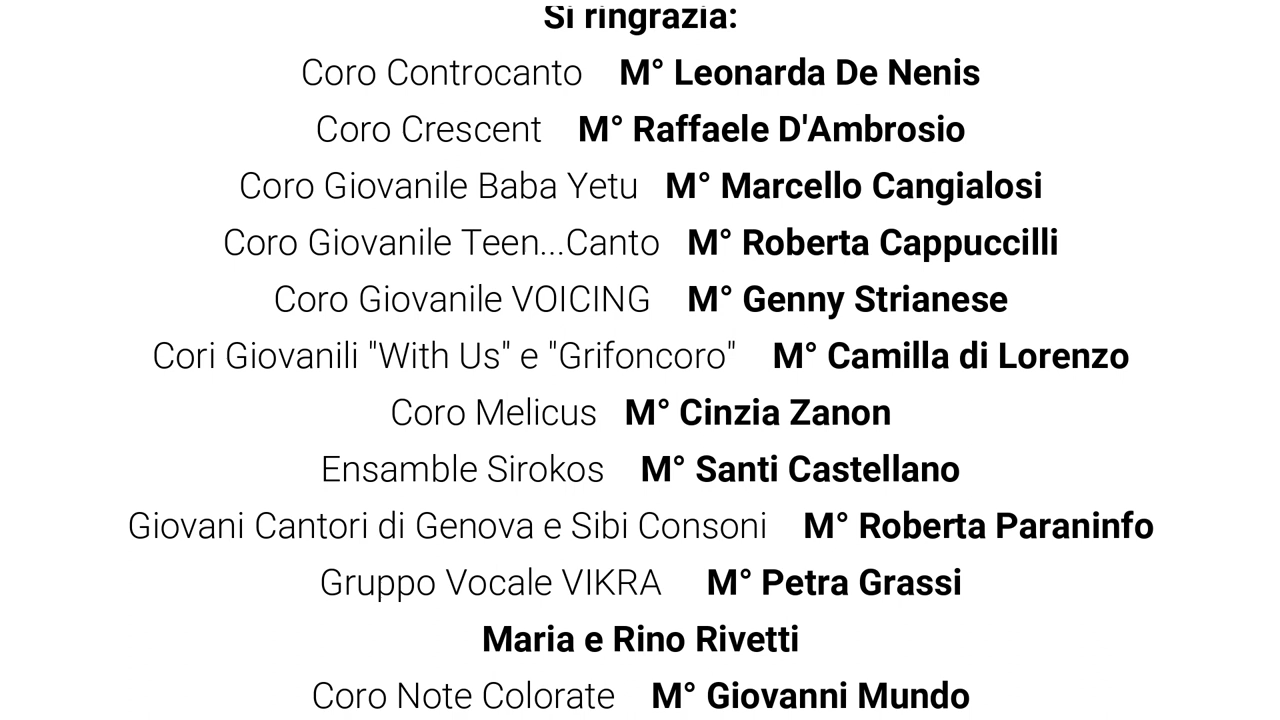 Si ringrazia:
Coro Controcanto M° Leonarda De Nenis
Coro Crescent M° Raffaele D'Ambrosio
Coro Giovanile Baba Yetu M° Marcello Cangialosi
Coro Giovanile Teen...Canto M° Roberta Cappuccilli
Coro Giovanile VOICING M° Genny Strianese
Cori Giovanili "With Us" e "Grifoncoro" M° Camilla di Lorenzo
Coro Melicus M° Cinzia Zanon
Ensamble Sirokos M° Santi Castellano
Giovani Cantori di Genova e Sibi Consoni M° Roberta Paraninfo
Gruppo Vocale VIKRA M° Petra Grassi
Maria e Rino Rivetti
Coro Note Colorate M° Giovanni Mundo